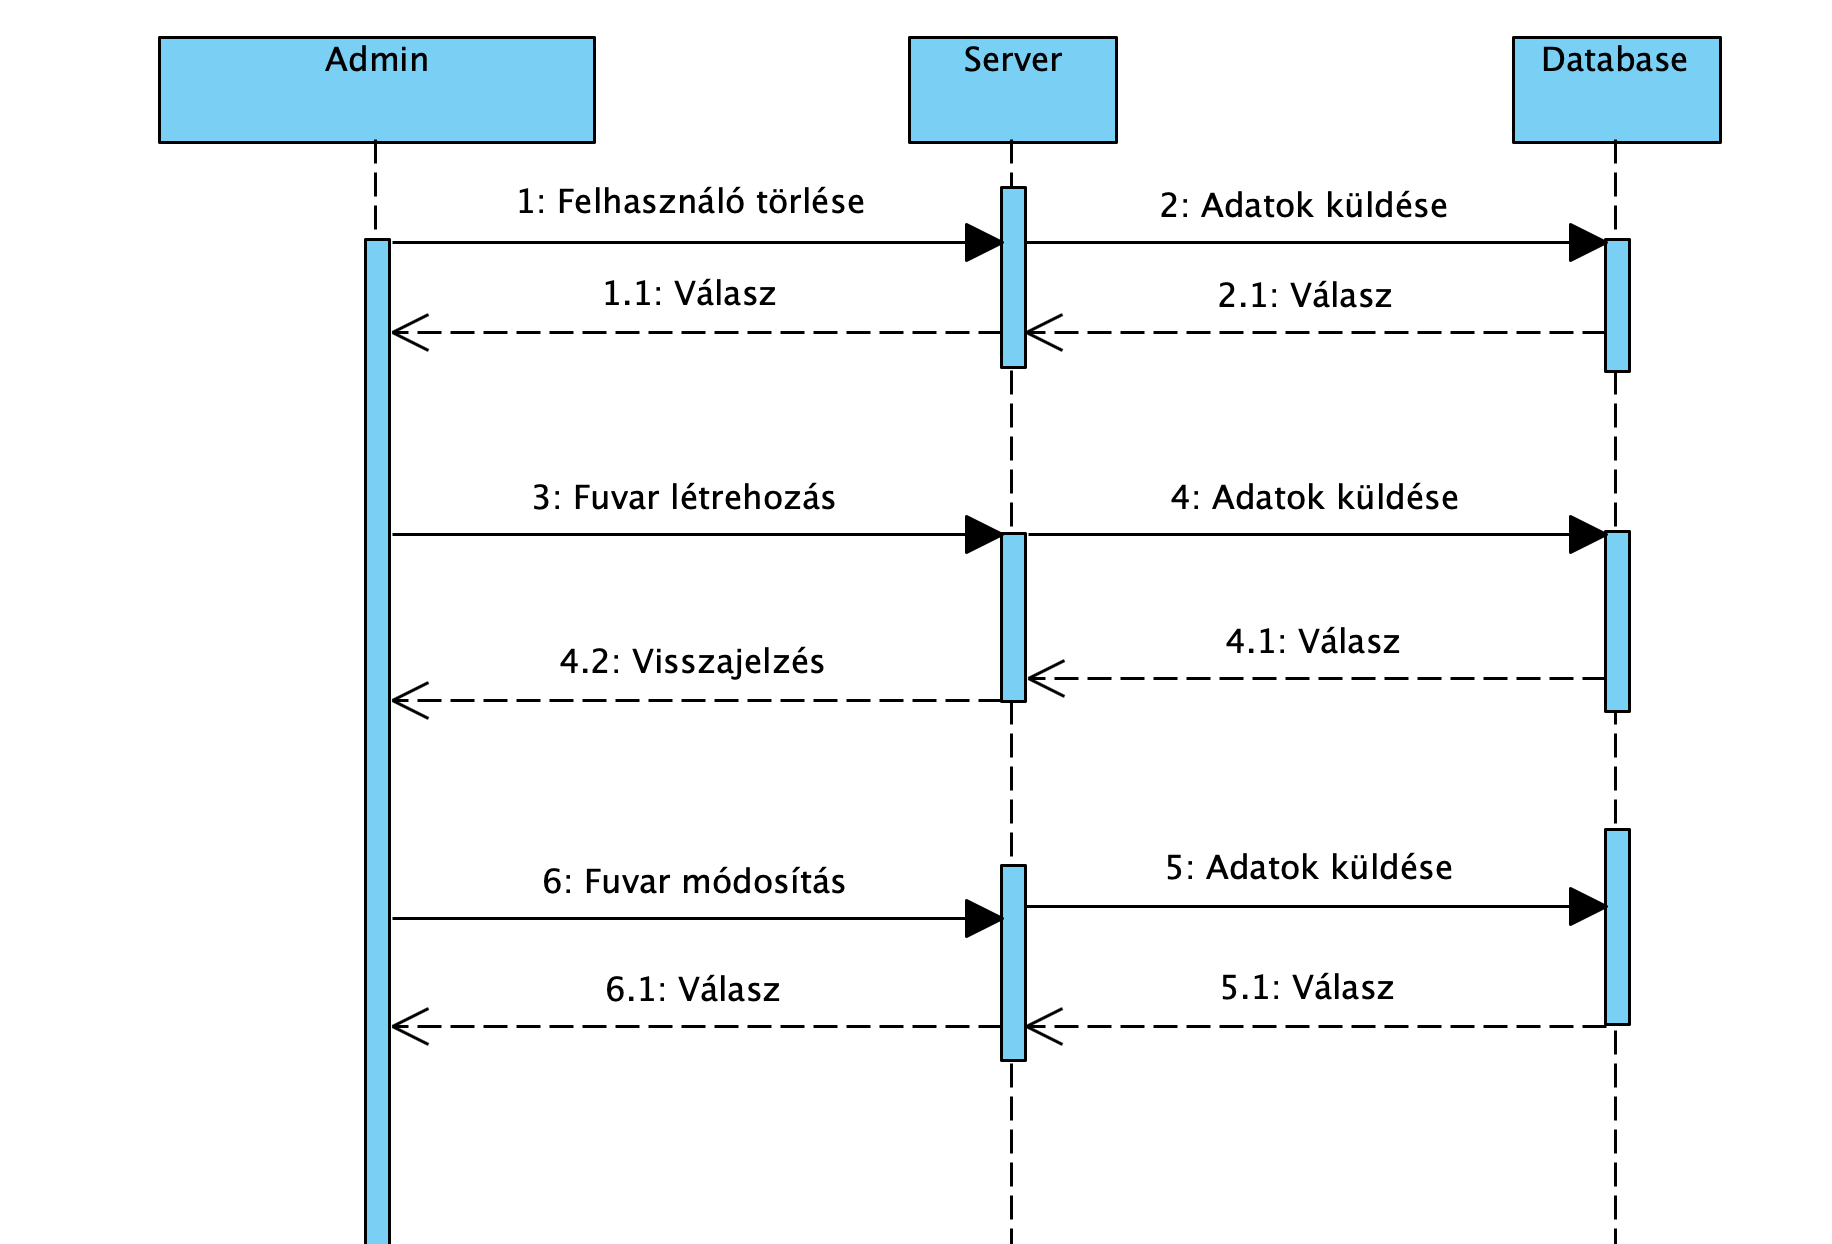 Admin
Server
Database
1: Felhasználó törlése
2: Adatok küldése
1.1: Válasz
2.1: Válasz
3: Fuvar létrehozás
4: Adatok küldése
4.1: Válasz
4.2: Visszajelzés
5: Adatok küldése
6: Fuvar módosítás
6.1: Válasz
5.1: Válasz